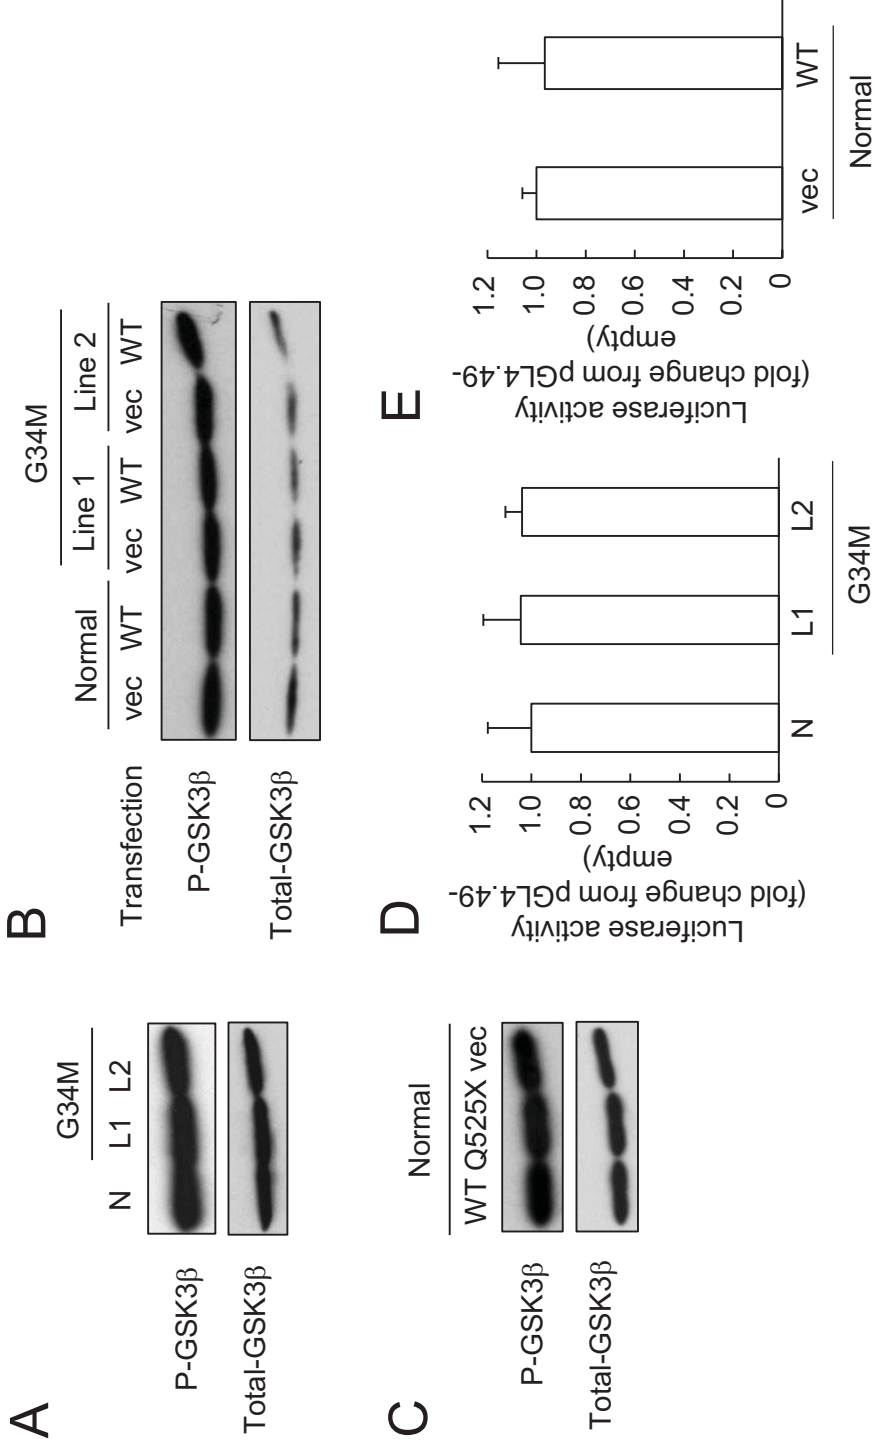 A
G34M
N L1 L2
P-GSK3β
Total-GSK3β
B
G34M
Normal Line 1 Line 2
Transfection vec WT vec WT vec WT
P-GSK3β
Total-GSK3β
C
Normal
WT Q525X vec
P-GSK3β
Total-GSK3β
D
Luciferase activity
(fold change from pGL4.49-
empty)
1.2
1.0
0.8
0.6
0.4
0.2
0
N L1 L2
G34M
E
Luciferase activity
(fold change from pGL4.49-
empty)
1.2
1.0
0.8
0.6
0.4
0.2
0
vec WT
Normal